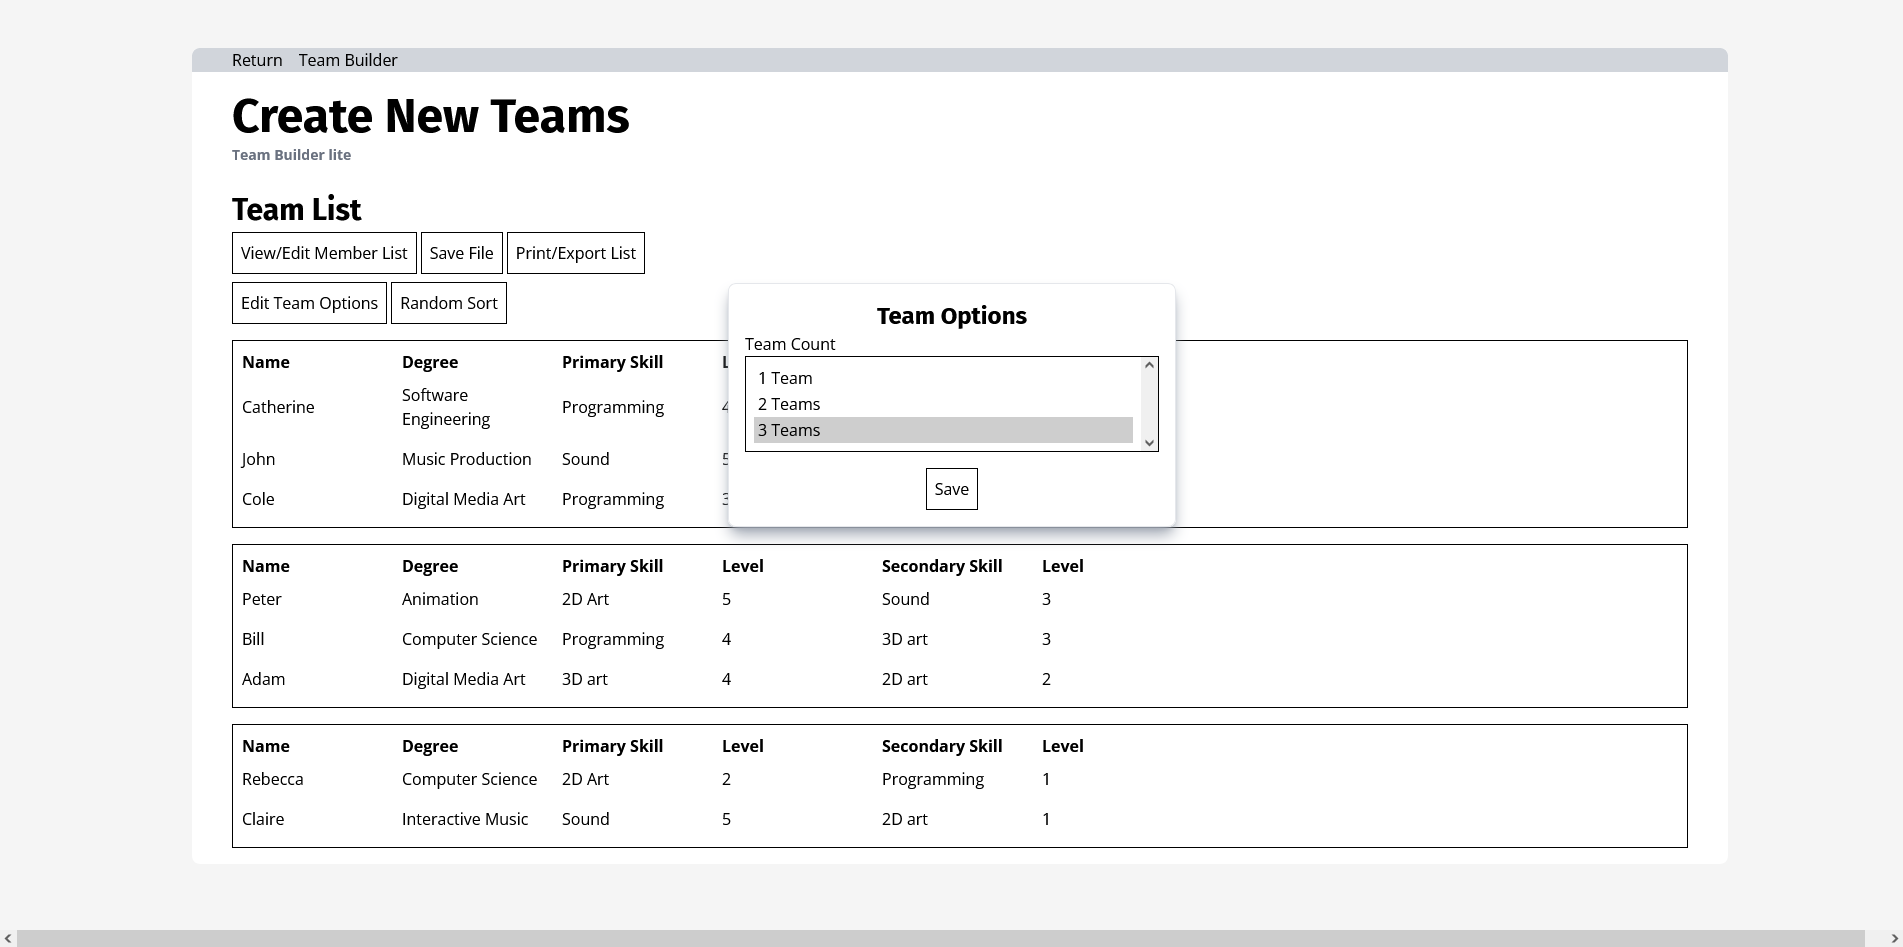 Return Team Builder
Create New Teams
Team Builder lite
Team List
View/Edit Member List Save File Print/Export List
Edit Team Options Random Sort
Team Options
Team Count
1 Team
2 Teams
3 Teams
Save
Name Degree Primary Skill
Catherine Software Engineering Programming 4
John Music Production Sound 5
Cole Digital Media Art Programming 3
Name Degree Primary Skill Level Secondary Skill Level
Peter Animation 2D Art 5 Sound 3
Bill Computer Science Programming 4 3D art 3
Adam Digital Media Art 3D art 4 2D art 2
Name Degree Primary Skill Level Secondary Skill Level
Rebecca Computer Science 2D Art 2 Programming 1
Claire Interactive Music Sound 5 2D art 1